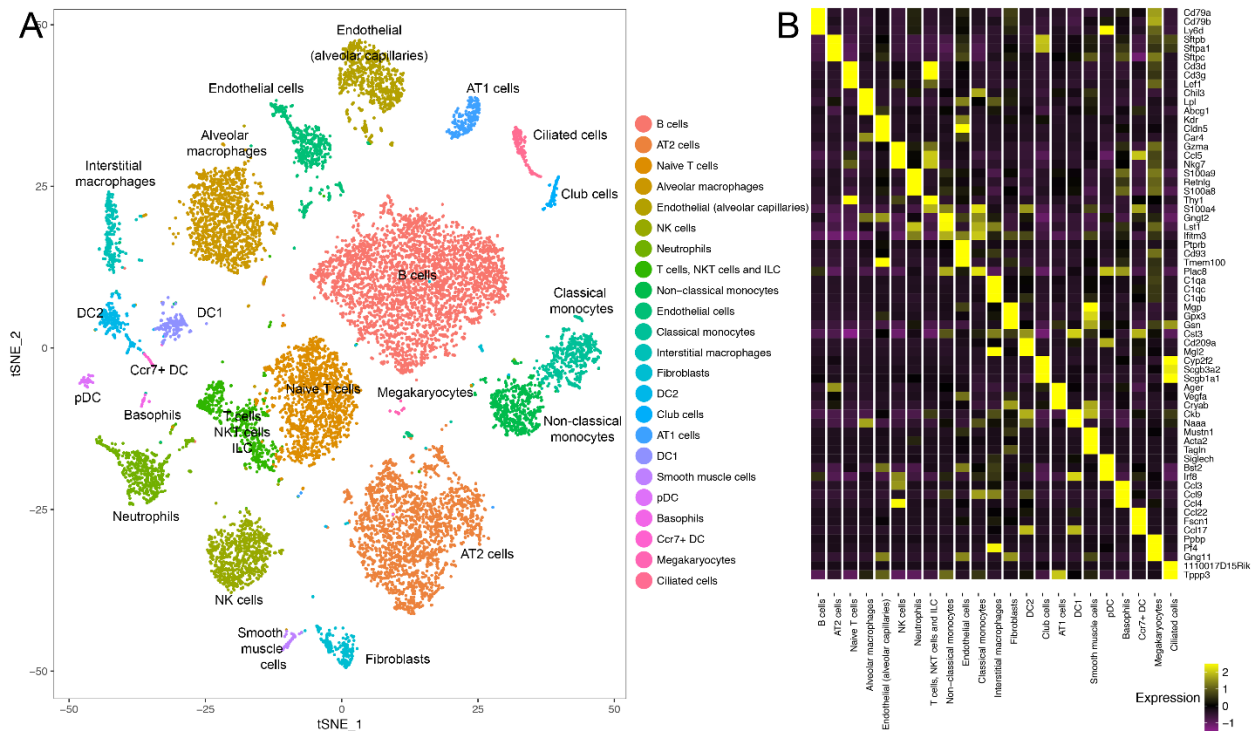 A
-50
-25
0
25
50
tSNE_2
-50
-25
0
25
50
tSNE_1
Endothelial
(alveolar capillaries)
Endothelial cells
AT1 cells
Ciliated cells
Alveolar
macrophages
Interstitial
macrophages
Club cells
B cells
Classical
monocytes
DC2
DC1
Ccr7+ DC
pDC
Basophils
Naive T cells
Megakaryocytes
T cells
NKT cells
ILC
Non-classical
monocytes
Neutrophils
AT2 cells
NK cells
Smooth
muscle
cells
Fibroblasts
B cells
AT2 cells
Naive T cells
Alveolar macrophages
Endothelial (alveolar capillaries)
NK cells
Neutrophils
T cells, NKT cells and ILC
Non-classical monocytes
Endothelial cells
Classical monocytes
Interstitial macrophages
Fibroblasts
DC2
Club cells
AT1 cells
DC1
Smooth muscle cells
pDC
Basophils
Ccr7+ DC
Megakaryocytes
Ciliated cells
B
Cd79a
Cd79b
Ly6d
Sftpb
Sftpa1
Sftpc
Cd3d
Cd3g
Lef1
Chil3
Lpl
Abcg1
Kdr
Cldn5
Car4
Gzma
Ccl5
Nkg7
S100a9
Retnlg
S100a8
Thy1
S100a4
Gngt2
Lst1
Ifitm3
Ptprb
Cd93
Tmem100
Plac8
C1qa
C1qc
C1qb
Mgp
Gpx3
Gsn
Cst3
Cd209a
Mgl2
Cyp2f2
Scgb3a2
Scgb1a1
Ager
Vegfa
Cryab
Ckb
Naaa
Mustn1
Acta2
Tagln
Siglech
Bst2
Irf8
Ccl3
Ccl9
Ccl4
Ccl22
Fscn1
Ccl17
Ppbp
Pf4
Gng11
1110017D15Rik
Tppp3
B cells
AT2 cells
Naive T cells
Alveolar macrophages
Endothelial (alveolar capillaries)
NK cells
Neutrophils
T cells, NKT cells and ILC
Non-classical monocytes
Endothelial cells
Classical monocytes
Interstitial macrophages
Fibroblasts
DC2
Club cells
AT1 cells
DC1
Smooth muscle cells
pDC
Basophils
Ccr7+ DC
Megakaryocytes
Ciliated cells
Expression
2
1
0
-1